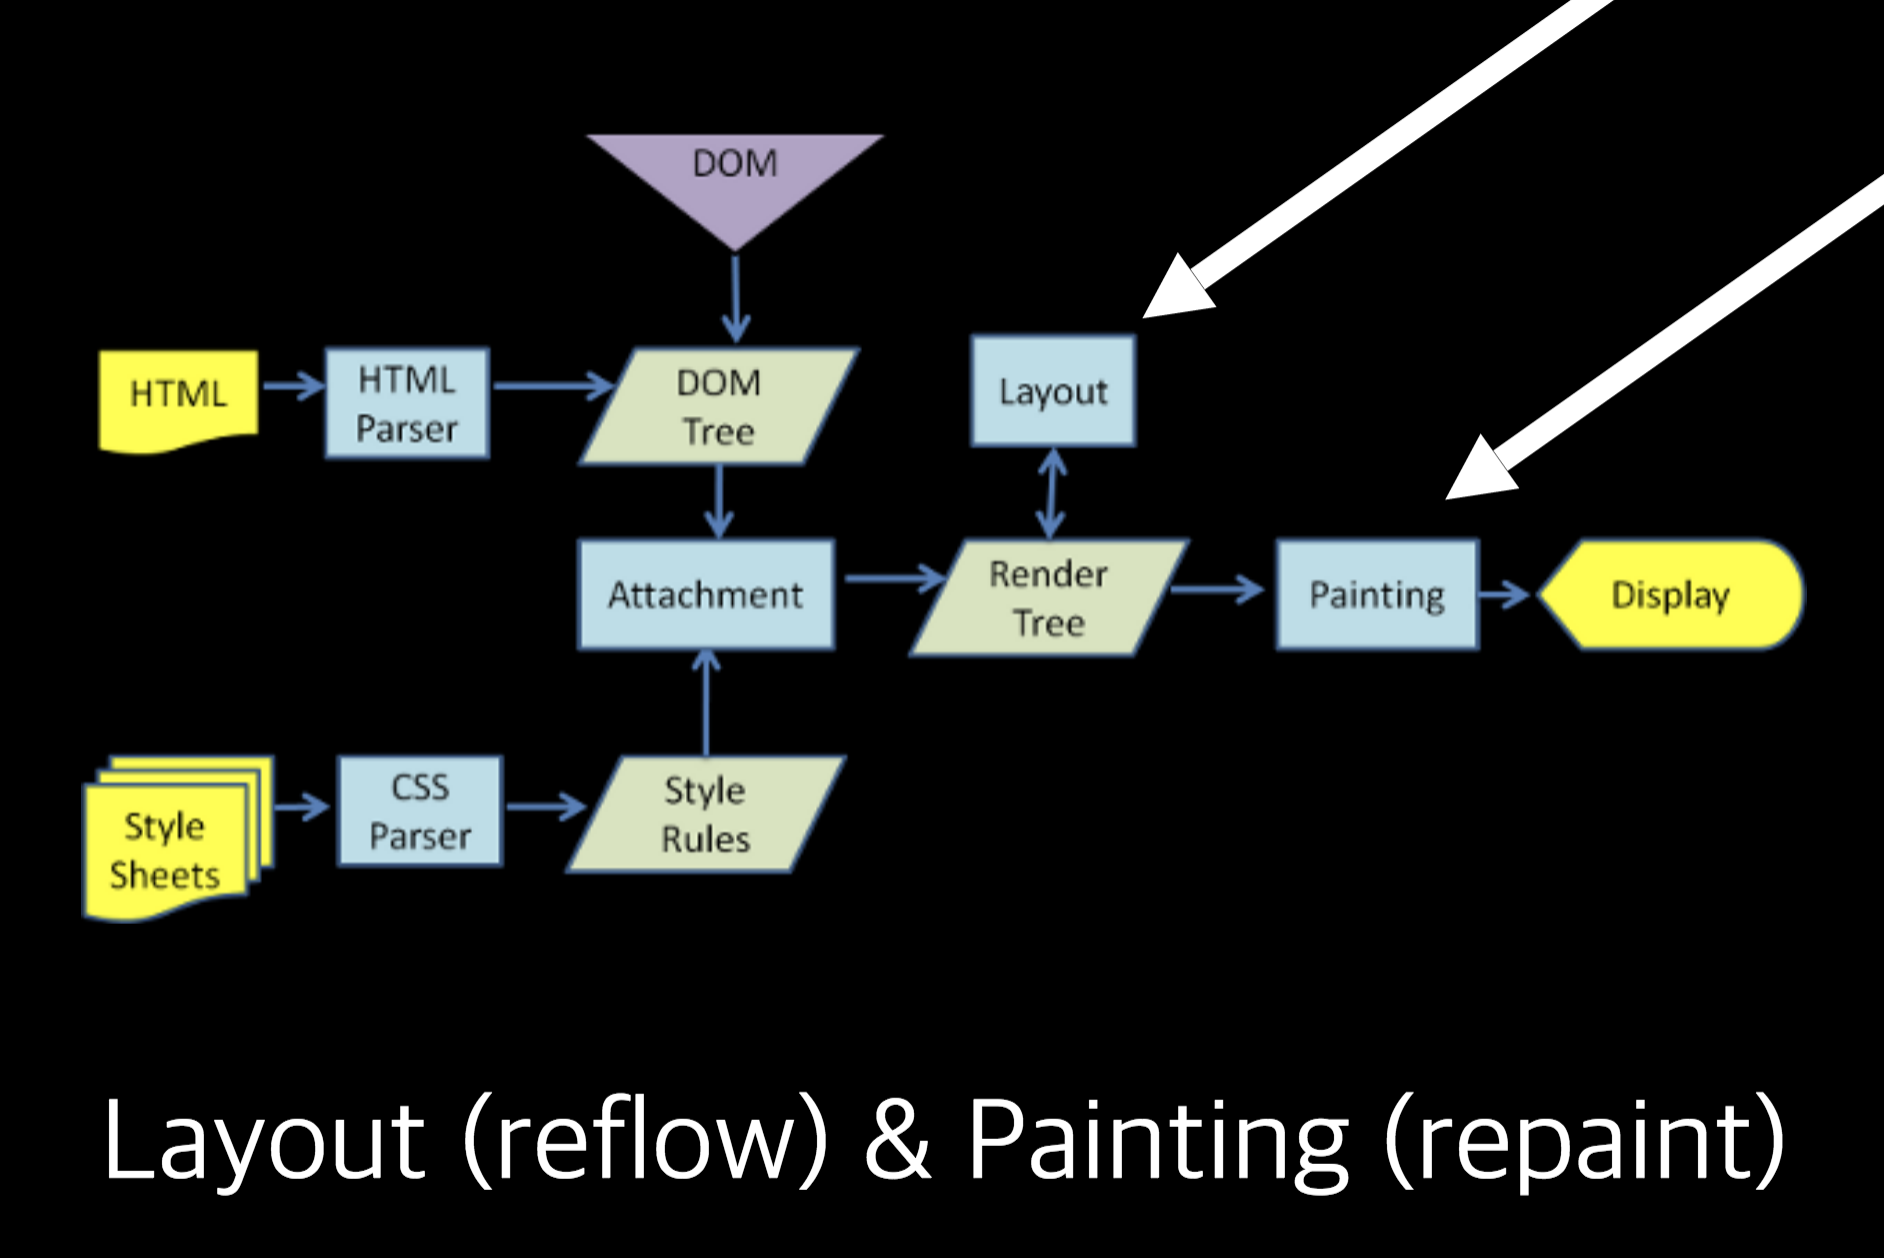 DOM
HTML
HTML
Parser
DOM
Tree
Layout
Attachment
Render
Tree
Painting
Display
Style
Sheets
CSS
Parser
Style
Rules
Layout (reflow) & Painting (repaint)